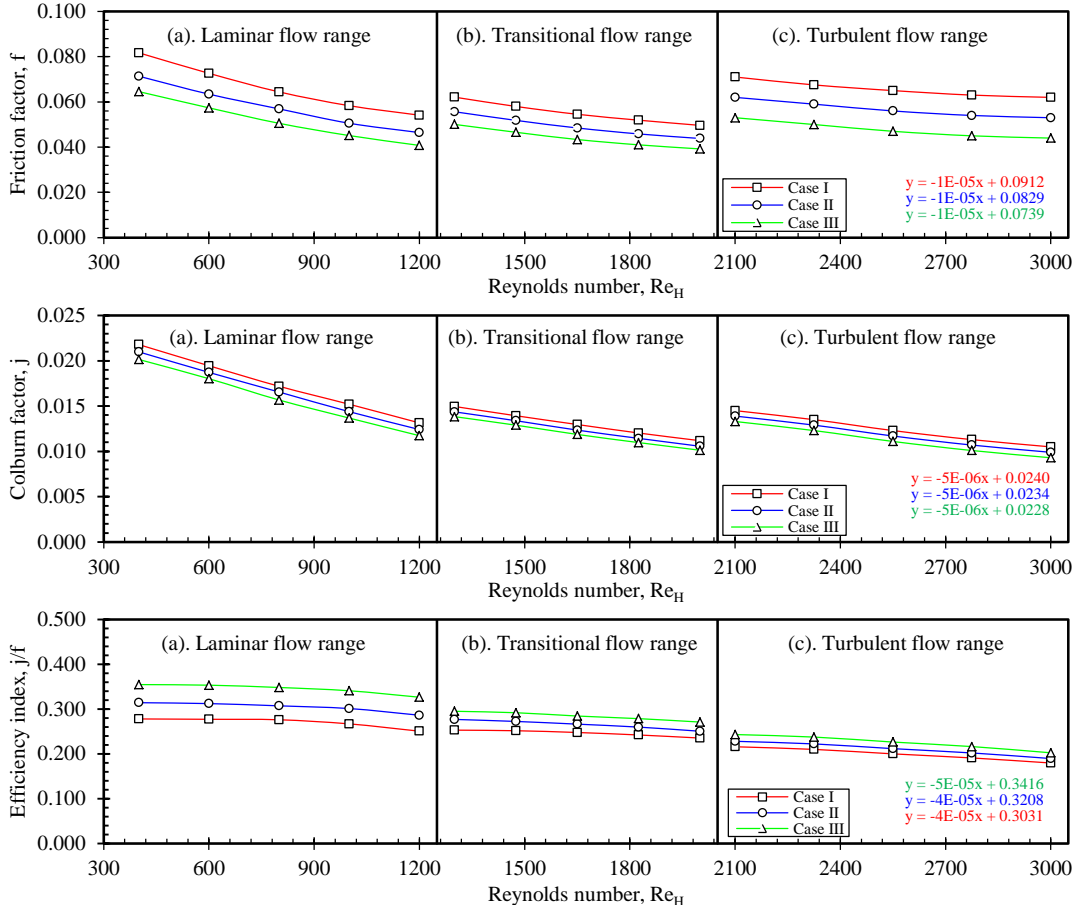 0.100
0.080
0.060
0.040
0.020
0.000
Friction factor, f
(a). Laminar flow range
(b). Transitional flow range
(c). Turbulent flow range
Case I
Case II
Case III
y = -1E-05x + 0.0912
y = -1E-05x + 0.0829
y = -1E-05x + 0.0739
300 600 900 1200 1500 1800 2100 2400 2700 3000
Reynolds number, Re_H
0.025
0.020
0.015
0.010
0.005
0.000
Colburn factor, j
(a). Laminar flow range
(b). Transitional flow range
(c). Turbulent flow range
Case I
Case II
Case III
y = -5E-06x + 0.0240
y = -5E-06x + 0.0234
y = -5E-06x + 0.0228
300 600 900 1200 1500 1800 2100 2400 2700 3000
Reynolds number, Re_H
0.500
0.400
0.300
0.200
0.100
0.000
Efficiency index, j/f
(a). Laminar flow range
(b). Transitional flow range
(c). Turbulent flow range
Case I
Case II
Case III
y = -5E-05x + 0.3416
y = -4E-05x + 0.3208
y = -4E-05x + 0.3031
300 600 900 1200 1500 1800 2100 2400 2700 3000
Reynolds number, Re_H